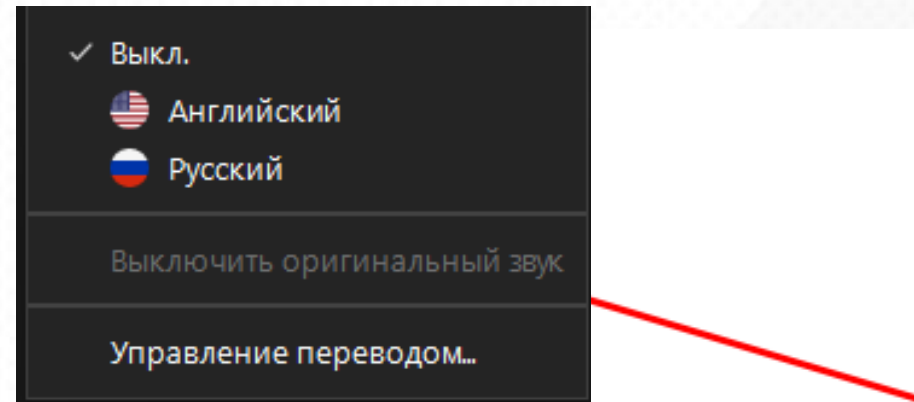 Выкл.
Английский
Русский
Выключить оригинальный звук
Управление переводом...